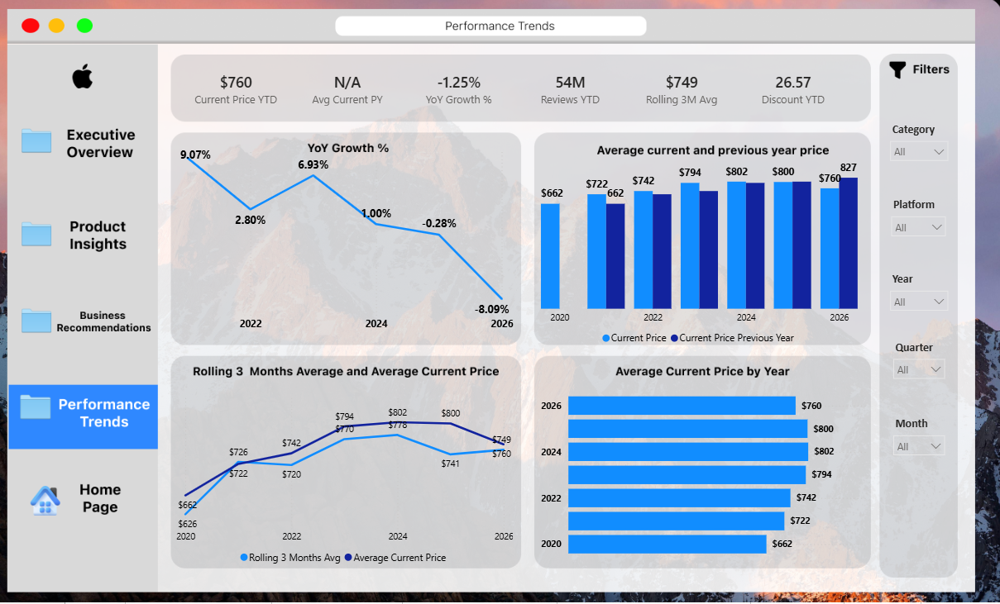 Performance Trends
Executive
Overview
Product
Insights
Business
Recommendations
Performance
Trends
Home
Page
$760
Current Price YTD
N/A
Avg Current PY
-1.25%
YoY Growth %
54M
Reviews YTD
$749
Rolling 3M Avg
26.57
Discount YTD
YoY Growth %
9.07%
2.80%
6.93%
1.00%
-0.28%
-8.09%
2022
2024
2026
Average current and previous year price
$662
$722
662
$742
$794
$802
$800
$760
827
2020
2022
2024
2026
Current Price
Current Price Previous Year
Rolling 3  Months Average and Average Current Price
$662
$626
$726
$722
$742
$720
$794
$770
$802
$778
$800
$741
$749
$760
2020
2022
2024
2026
Rolling 3 Months Avg
Average Current Price
Average Current Price by Year
2026
$760
$800
2024
$802
$794
2022
$742
$722
2020
$662
Filters
Category
All
Platform
All
Year
All
Quarter
All
Month
All